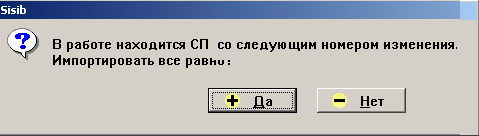 Sisib
В работе находится СП со следующим номером изменения.
Импортировать все равно:
Да
Нет